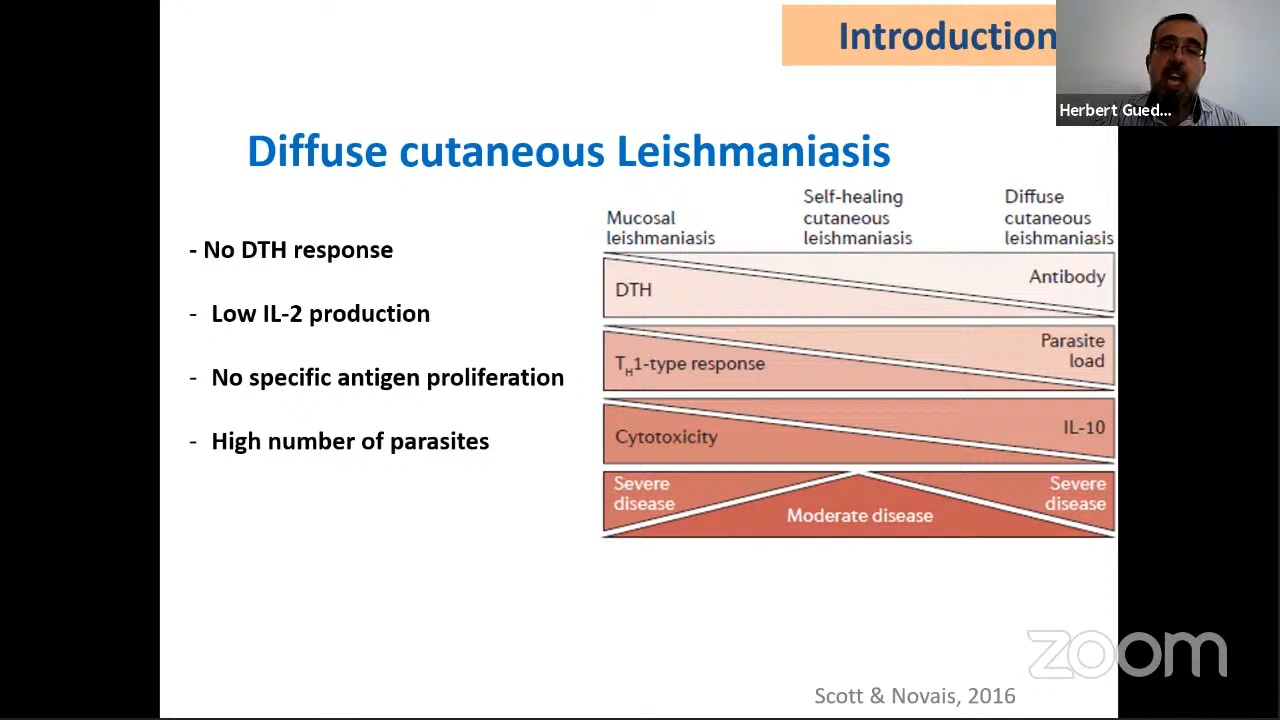 Introduction
Herbert Gued...
Diffuse cutaneous Leishmaniasis
- No DTH response
- Low IL-2 production
- No specific antigen proliferation
- High number of parasites
Mucosal
leishmaniasis
Self-healing
cutaneous
leishmaniasis
Diffuse
cutaneous
leishmaniasis
DTH
Antibody
TH1-type response
Parasite
load
Cytotoxicity
IL-10
Severe
disease
Moderate disease
Severe
disease
Scott & Novais, 2016
zoom